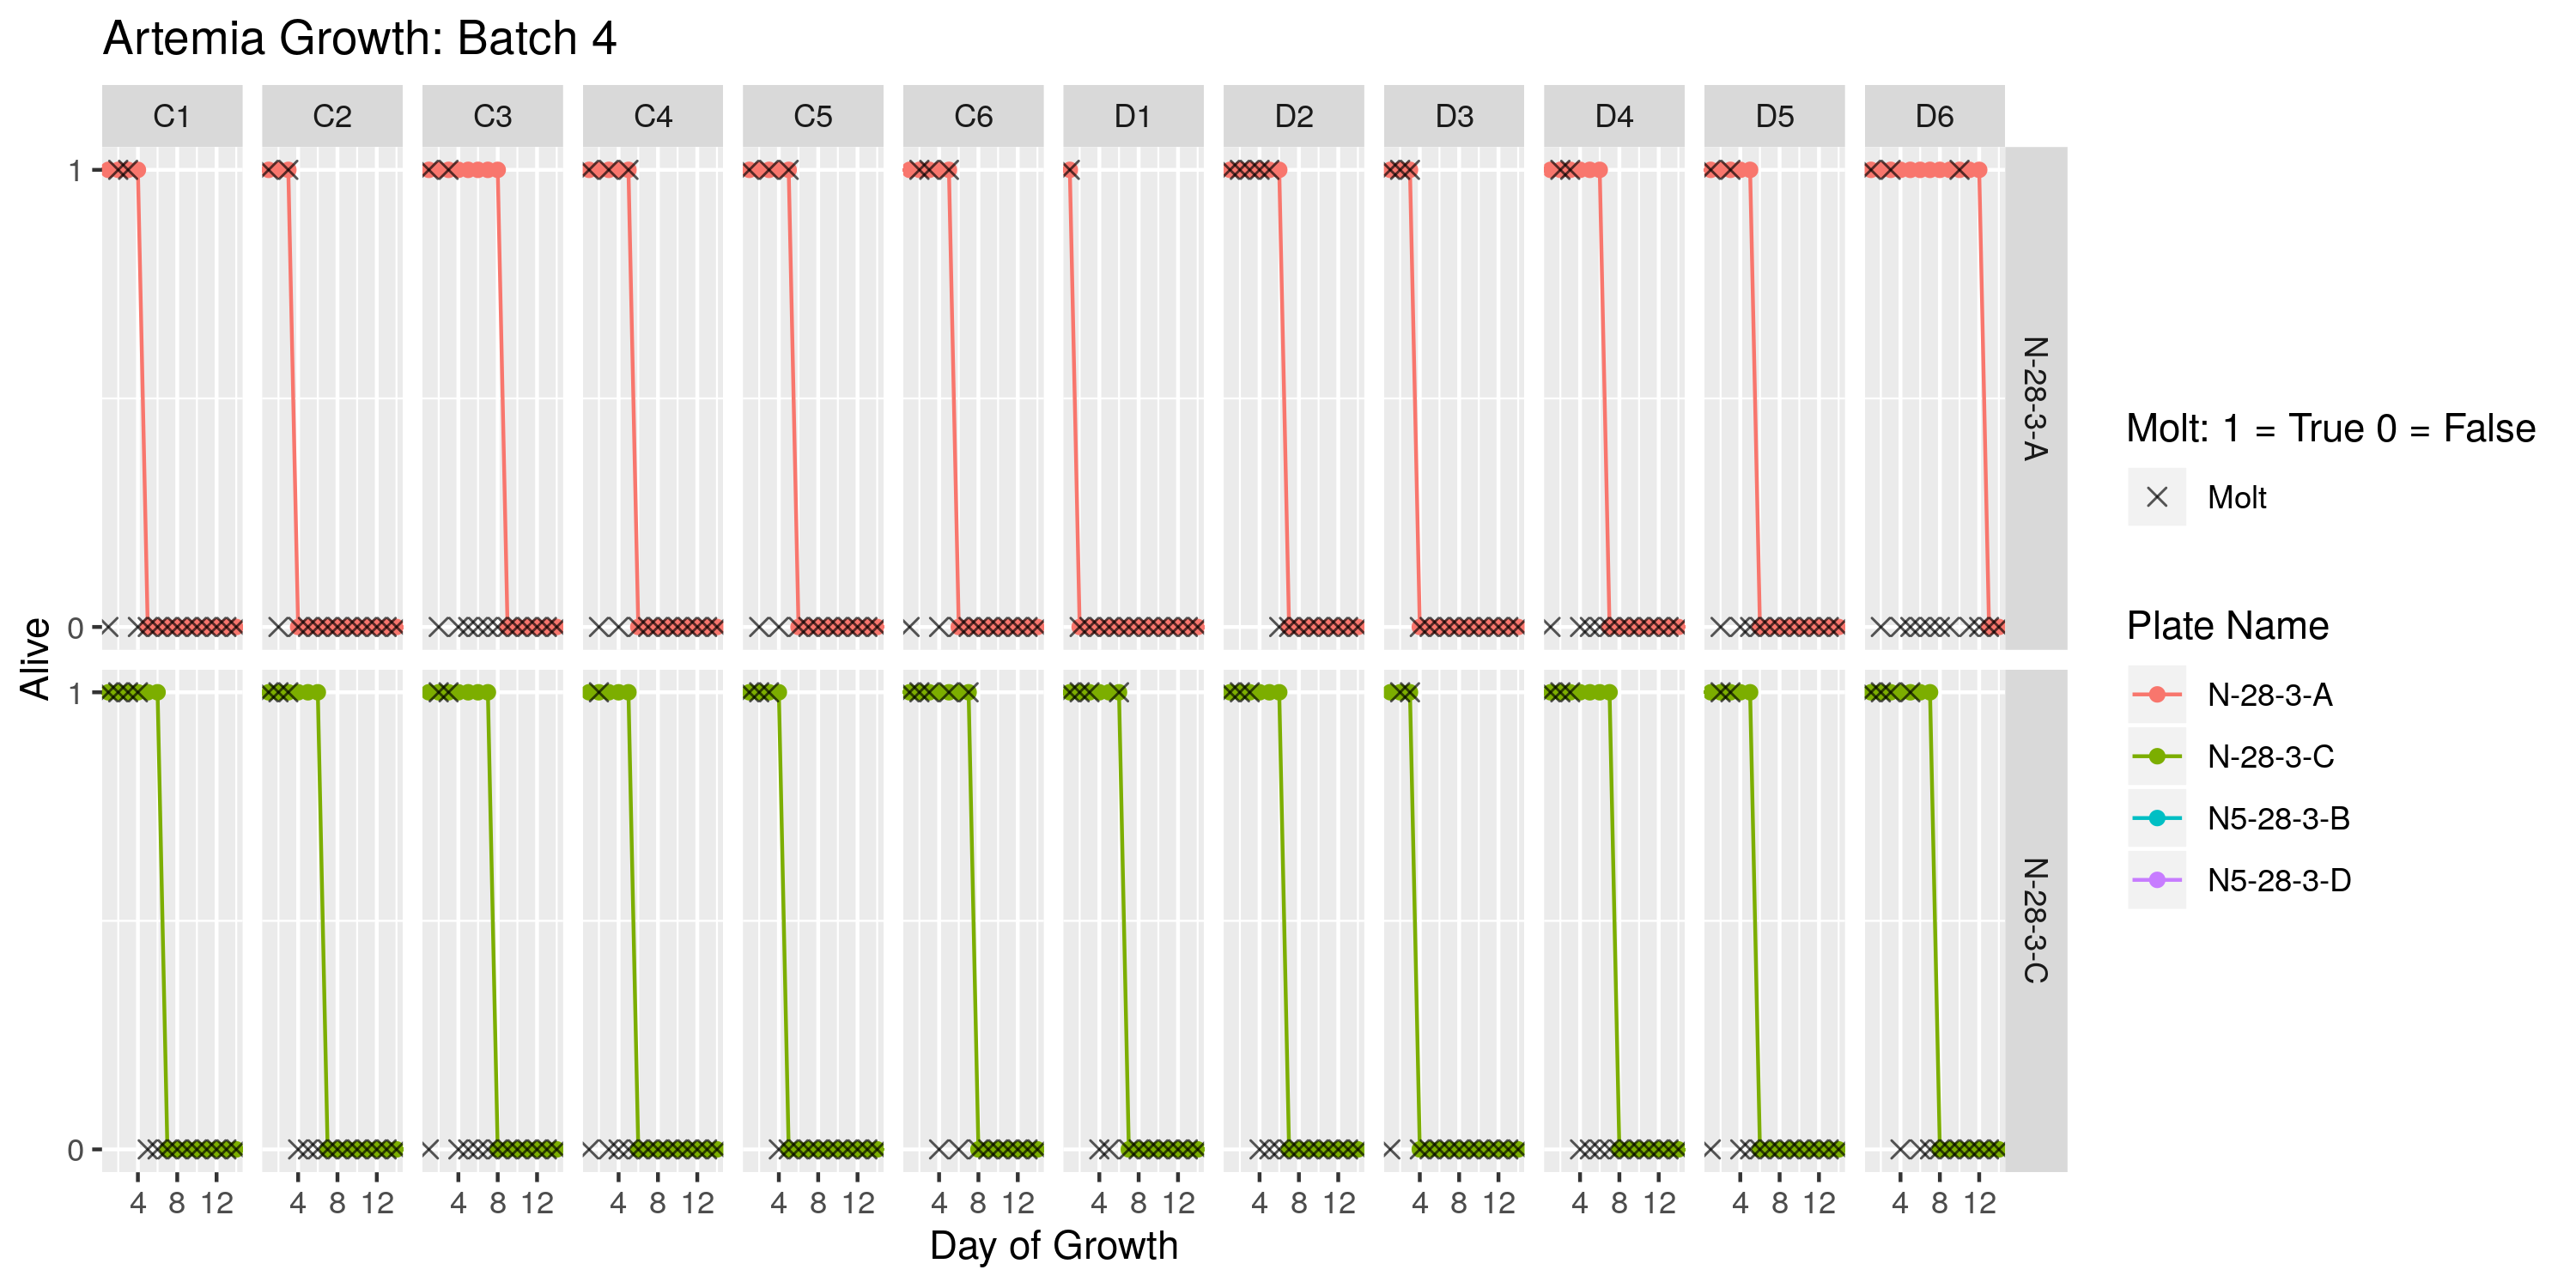 Artemia Growth: Batch 4
C1 C2 C3 C4 C5 C6 D1 D2 D3 D4 D5 D6
1
0
N-28-3-A
Alive
1
0
N-28-3-C
4 8 12 4 8 12 4 8 12 4 8 12 4 8 12 4 8 12 4 8 12 4 8 12 4 8 12 4 8 12 4 8 12 4 8 12
Day of Growth
Molt: 1 = True 0 = False
Molt
Plate Name
N-28-3-A
N-28-3-C
N5-28-3-B
N5-28-3-D